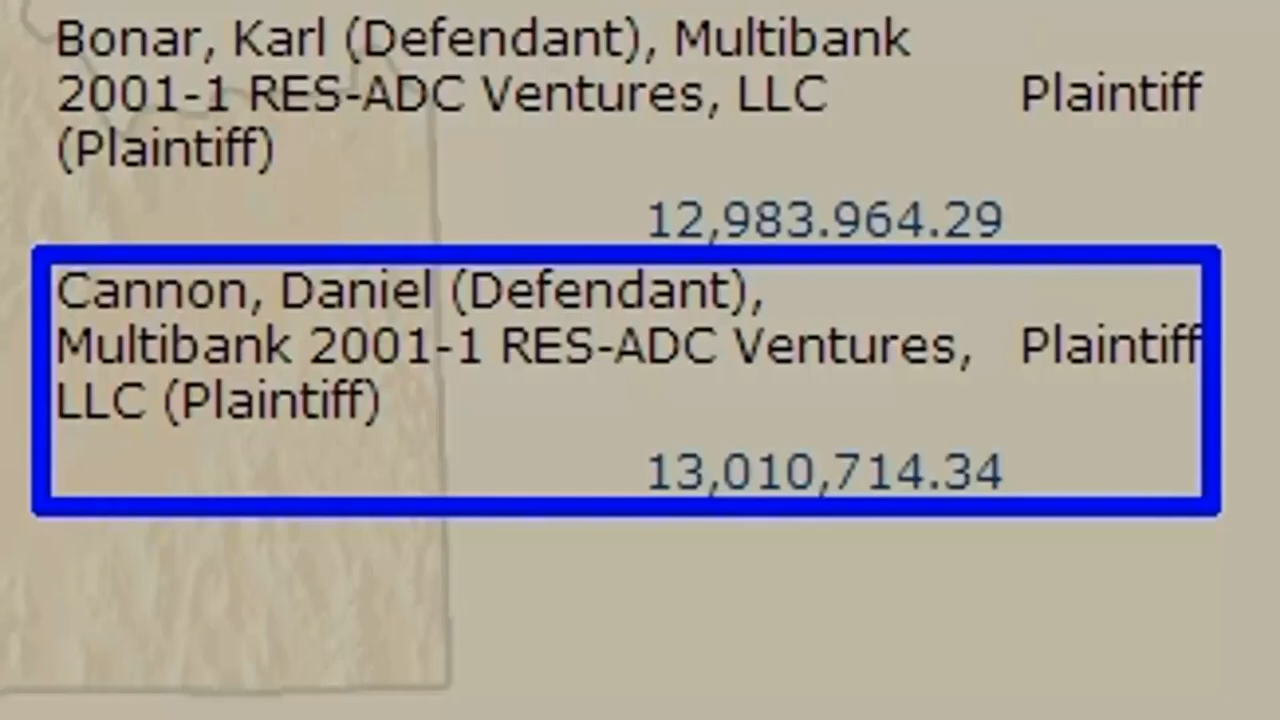 Bonar, Karl (Defendant), Multibank
2001-1 RES-ADC Ventures, LLC Plaintiff
(Plaintiff)
12,983.964.29
Cannon, Daniel (Defendant),
Multibank 2001-1 RES-ADC Ventures, Plaintiff
LLC (Plaintiff)
13,010,714.34